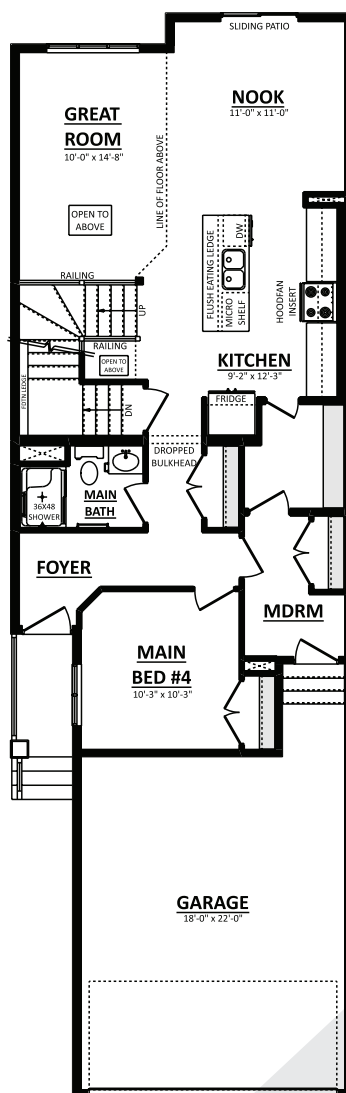 SLIDING PATIO
GREAT
ROOM
10'-0" x 14'-8"
NOOK
11'-0" x 11'-0"
LINE OF FLOOR ABOVE
OPEN TO
ABOVE
FLUSH EATING LEDGE
DW
MICRO
SHELF
HOODFAN
INSERT
RAILING
UP
RAILING
OPEN TO
ABOVE
KITCHEN
9'-2" x 12'-3"
FDTN LEDGE
DN
FRIDGE
DROPPED
BULKHEAD
36X48
SHOWER
MAIN
BATH
FOYER
MDRM
MAIN
BED #4
10'-3" x 10'-3"
GARAGE
18'-0" x 22'-0"